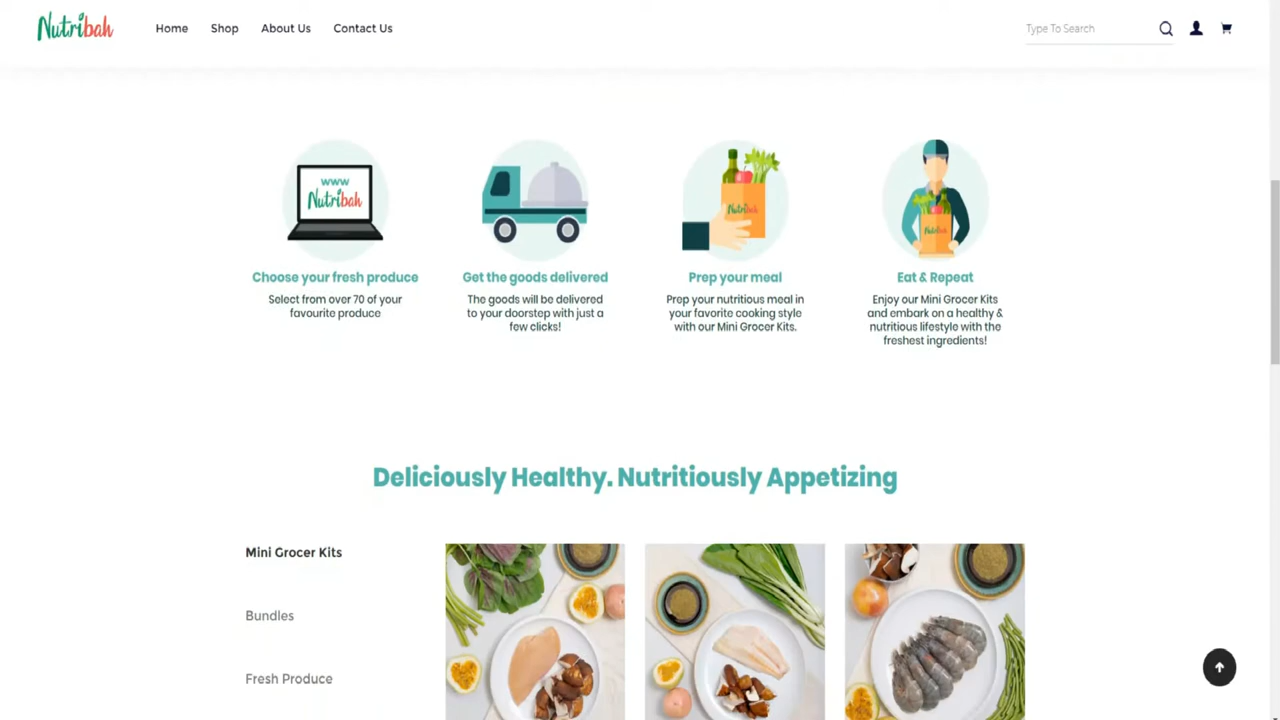 Nutribah
Home
Shop
About Us
Contact Us
Type To Search
www
Nutribah
Nutribah
Nutribah
Choose your fresh produce
Select from over 70 of your
favourite produce
Get the goods delivered
The goods will be delivered
to your doorstep with just a
few clicks!
Prep your meal
Prep your nutritious meal in
your favorite cooking style
with our Mini Grocer Kits.
Eat & Repeat
Enjoy our Mini Grocer Kits
and embark on a healthy &
nutritious lifestyle with the
freshest ingredients!
Deliciously Healthy. Nutritiously Appetizing
Mini Grocer Kits
Bundles
Fresh Produce